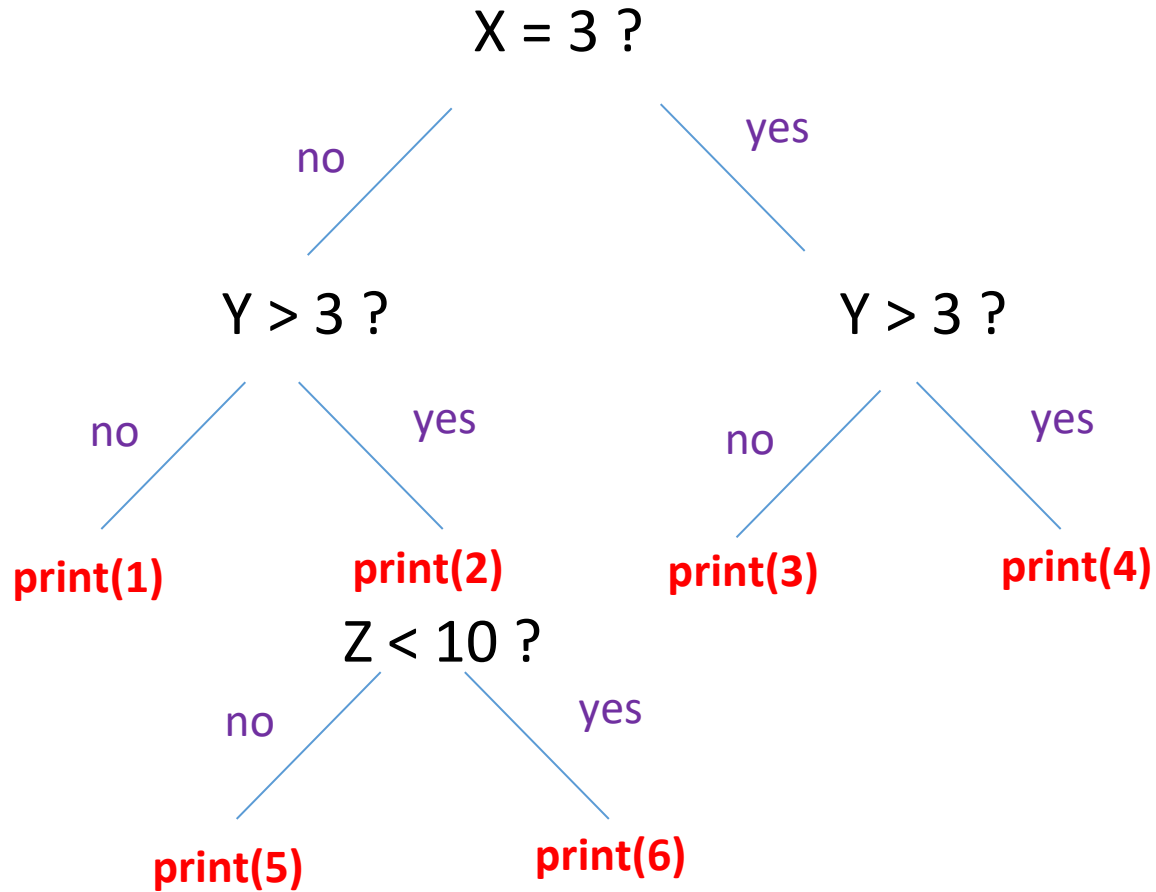 X = 3 ?
no
yes
Y > 3 ?
Y > 3 ?
no
yes
no
yes
print(1)
print(2)
print(3)
print(4)
Z < 10 ?
no
yes
print(5)
print(6)